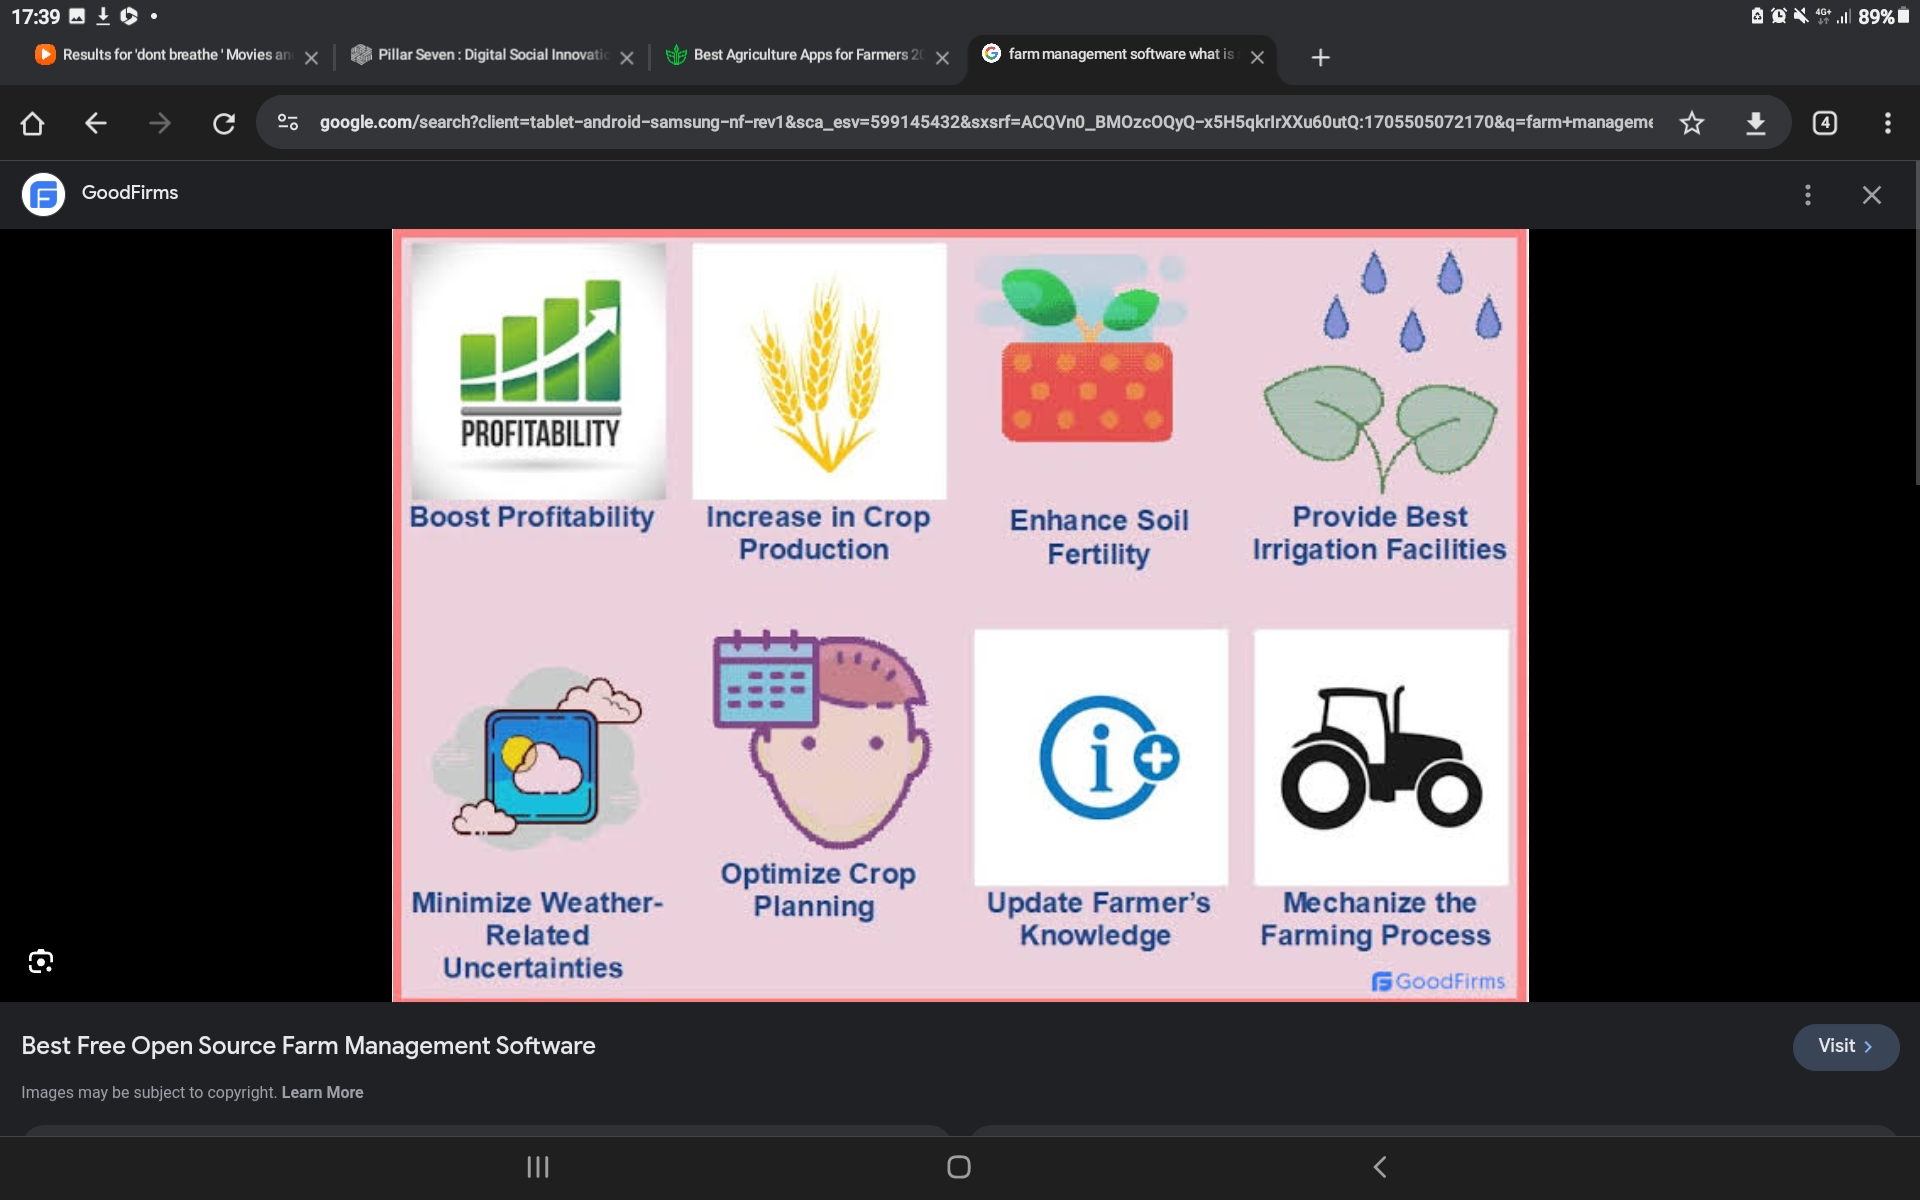 17:39
4G+
89%
Results for 'dont breathe ' Movies an
Pillar Seven : Digital Social Innovatio
Best Agriculture Apps for Farmers 20
farm management software what is
google.com/search?client=tablet-android-samsung-nf-rev1&sca_esv=599145432&sxsrf=ACQVn0_BMOzcOQyQ-x5H5qkrIrXXu60utQ:1705505072170&q=farm+manageme
4
GoodFirms
PROFITABILITY
Boost Profitability
Increase in Crop
Production
Enhance Soil
Fertility
Provide Best
Irrigation Facilities
Minimize Weather-
Related
Uncertainties
Optimize Crop
Planning
Update Farmer's
Knowledge
Mechanize the
Farming Process
GoodFirms
Best Free Open Source Farm Management Software
Visit
Images may be subject to copyright. Learn More